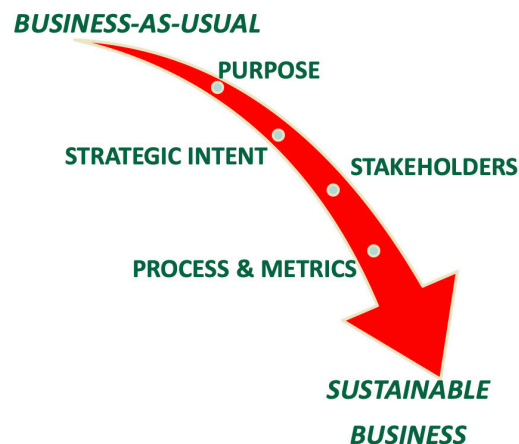 BUSINESS-AS-USUAL
PURPOSE
STRATEGIC INTENT
STAKEHOLDERS
PROCESS & METRICS
SUSTAINABLE
BUSINESS